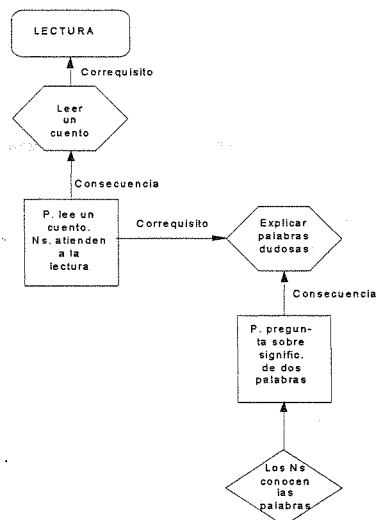 LECTURA
Correquisito
Leer
un
cuento
Consecuencia
P. lee un
cuento.
Ns. atienden
a la
lectura
Correquisito
Explicar
palabras
dudosas
Consecuencia
P. pregun-
ta sobre
signific.
de dos
palabras
Los Ns
conocen
las
palabras